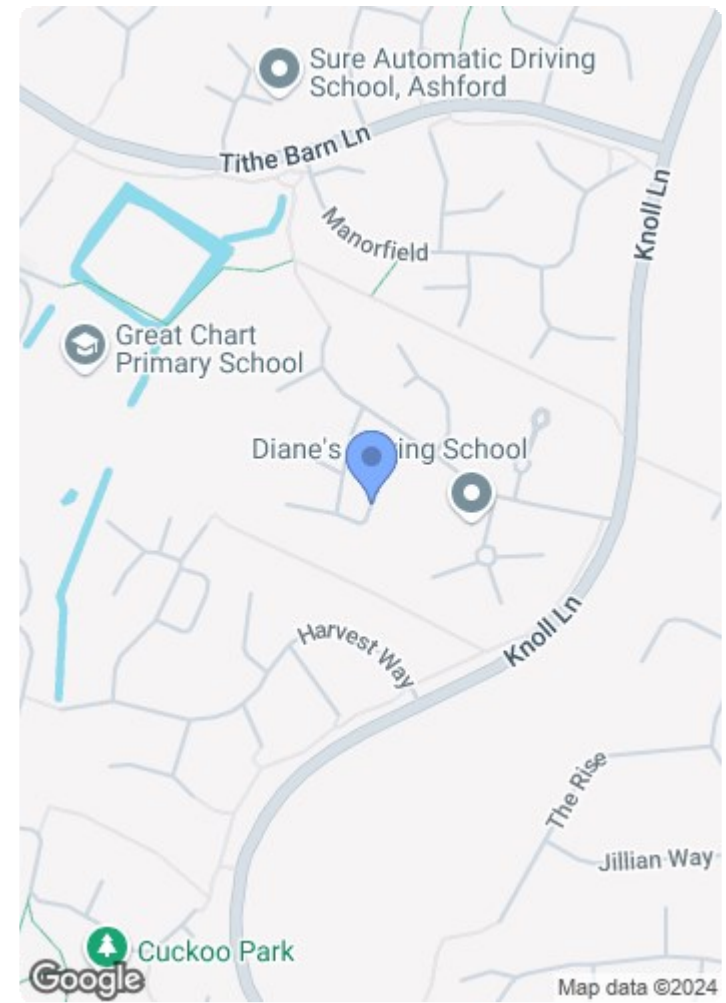 Sure Automatic Driving
School, Ashford
Tithe Barn Ln
Knoll Ln
Manorfield
Great Chart
Primary School
Diane's ing School
Harvest Way
Knoll Ln
The Rise
Jillian Way
Cuckoo Park
Google
Map data ©2024